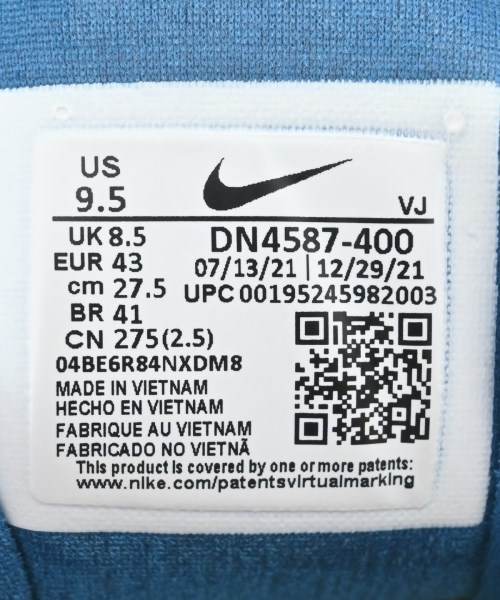 US
9.5
VJ
UK 8.5
EUR 43
cm 27.5
BR 41
CN 275(2.5)
DN4587-400
07/13/21 | 12/29/21
UPC 00195245982003
04BE6R84NXDM8
MADE IN VIETNAM
HECHO EN VIETNAM
FABRIQUE AU VIETNAM
FABRICADO NO VIETNÃ
This product is covered by one or more patents:
www.nike.com/patentsvirtualmarking